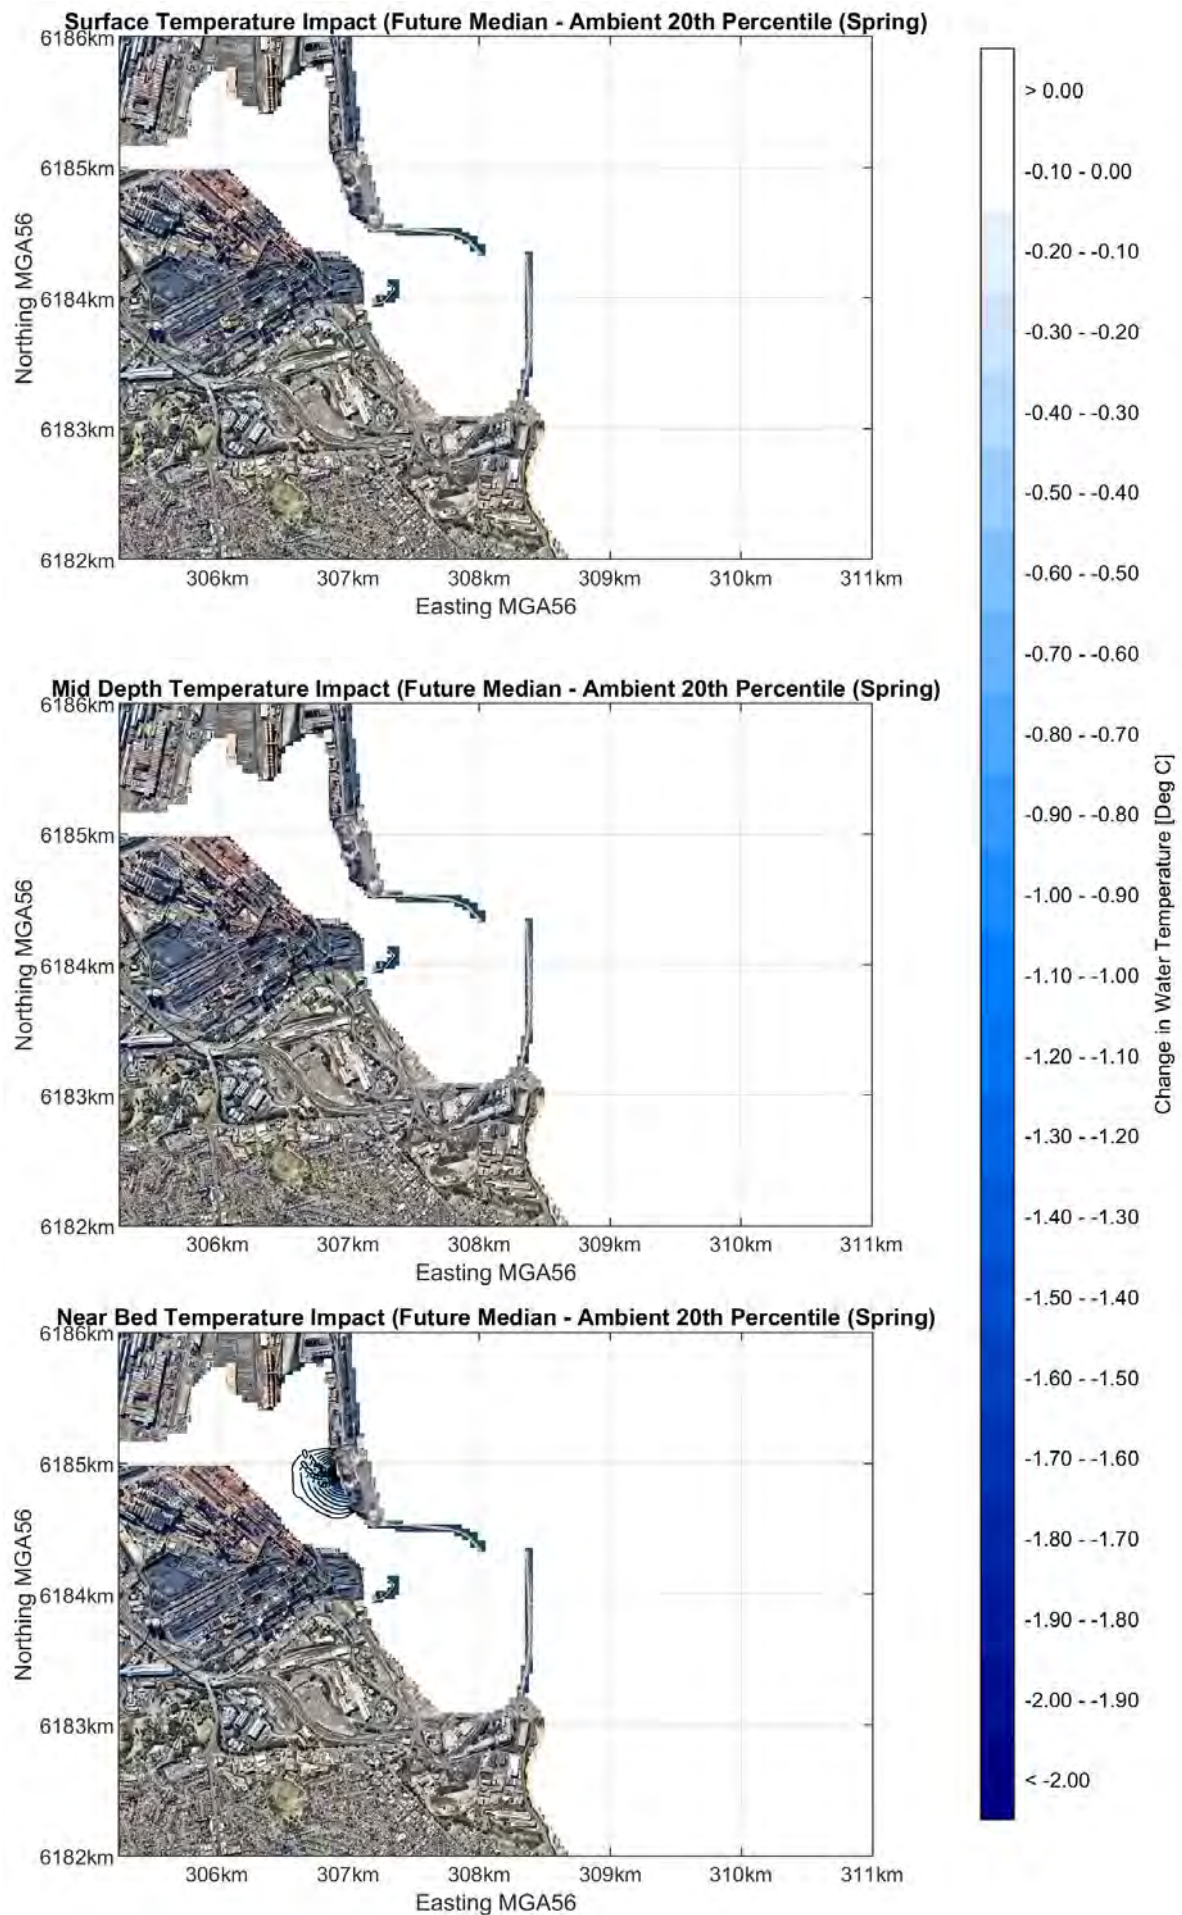 Surface Temperature Impact (Future Median - Ambient 20th Percentile (Spring)
6186km
6185km
6184km
6183km
6182km
Northing MGA56
306km 307km 308km 309km 310km 311km
Easting MGA56
Mid Depth Temperature Impact (Future Median - Ambient 20th Percentile (Spring)
6186km
6185km
6184km
6183km
6182km
Northing MGA56
306km 307km 308km 309km 310km 311km
Easting MGA56
Near Bed Temperature Impact (Future Median - Ambient 20th Percentile (Spring)
6186km
6185km
6184km
6183km
6182km
Northing MGA56
306km 307km 308km 309km 310km 311km
Easting MGA56
> 0.00
-0.10 - 0.00
-0.20 - -0.10
-0.30 - -0.20
-0.40 - -0.30
-0.50 - -0.40
-0.60 - -0.50
-0.70 - -0.60
-0.80 - -0.70
-0.90 - -0.80
-1.00 - -0.90
-1.10 - -1.00
-1.20 - -1.10
-1.30 - -1.20
-1.40 - -1.30
-1.50 - -1.40
-1.60 - -1.50
-1.70 - -1.60
-1.80 - -1.70
-1.90 - -1.80
-2.00 - -1.90
< -2.00
Change in Water Temperature [Deg C]